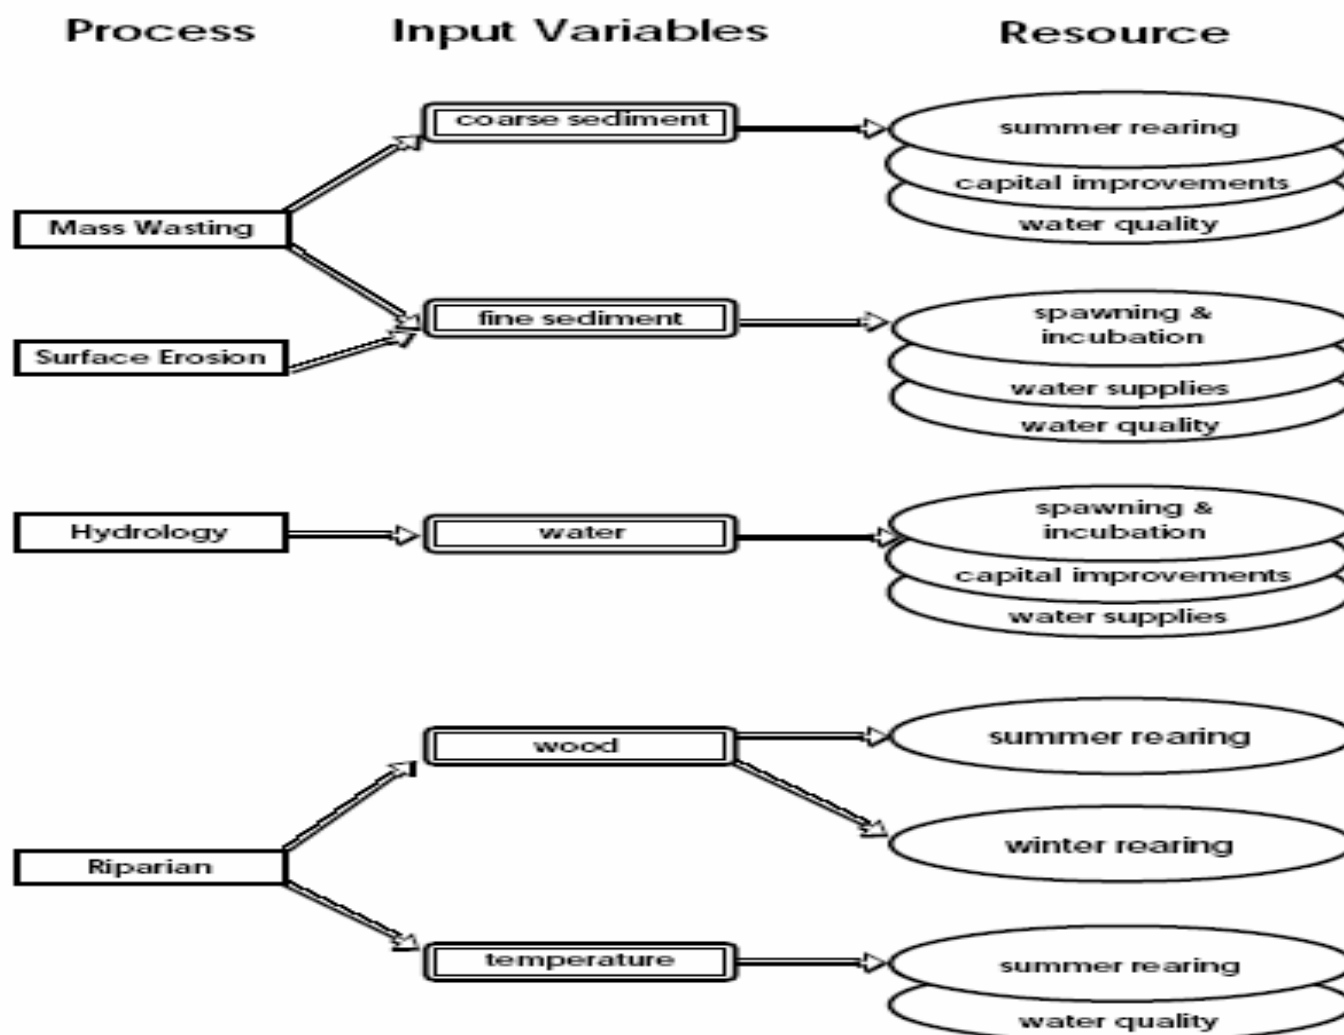 Process Input Variables Resource
coarse sediment
summer rearing
capital improvements
water quality
Mass Wasting
fine sediment
spawning &
incubation
water supplies
water quality
Surface Erosion
Hydrology
water
spawning &
incubation
capital improvements
water supplies
wood
summer rearing
winter rearing
Riparian
temperature
summer rearing
water quality